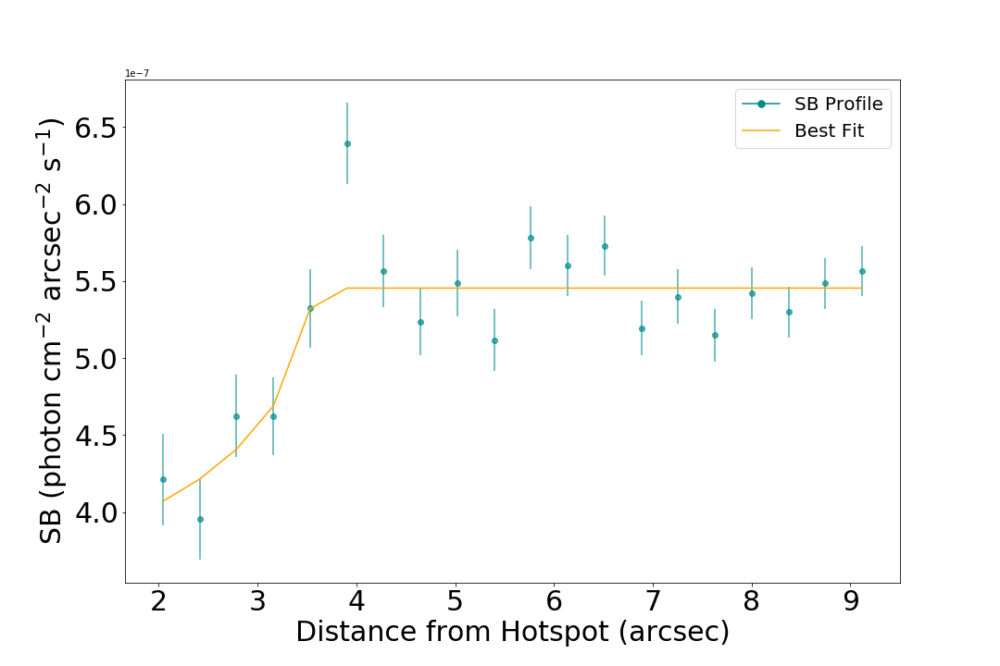 1e−7
SB Profile
Best Fit
6.5
6.0
5.5
5.0
4.5
4.0
SB (photon cm⁻² arcsec⁻² s⁻¹)
2 3 4 5 6 7 8 9
Distance from Hotspot (arcsec)